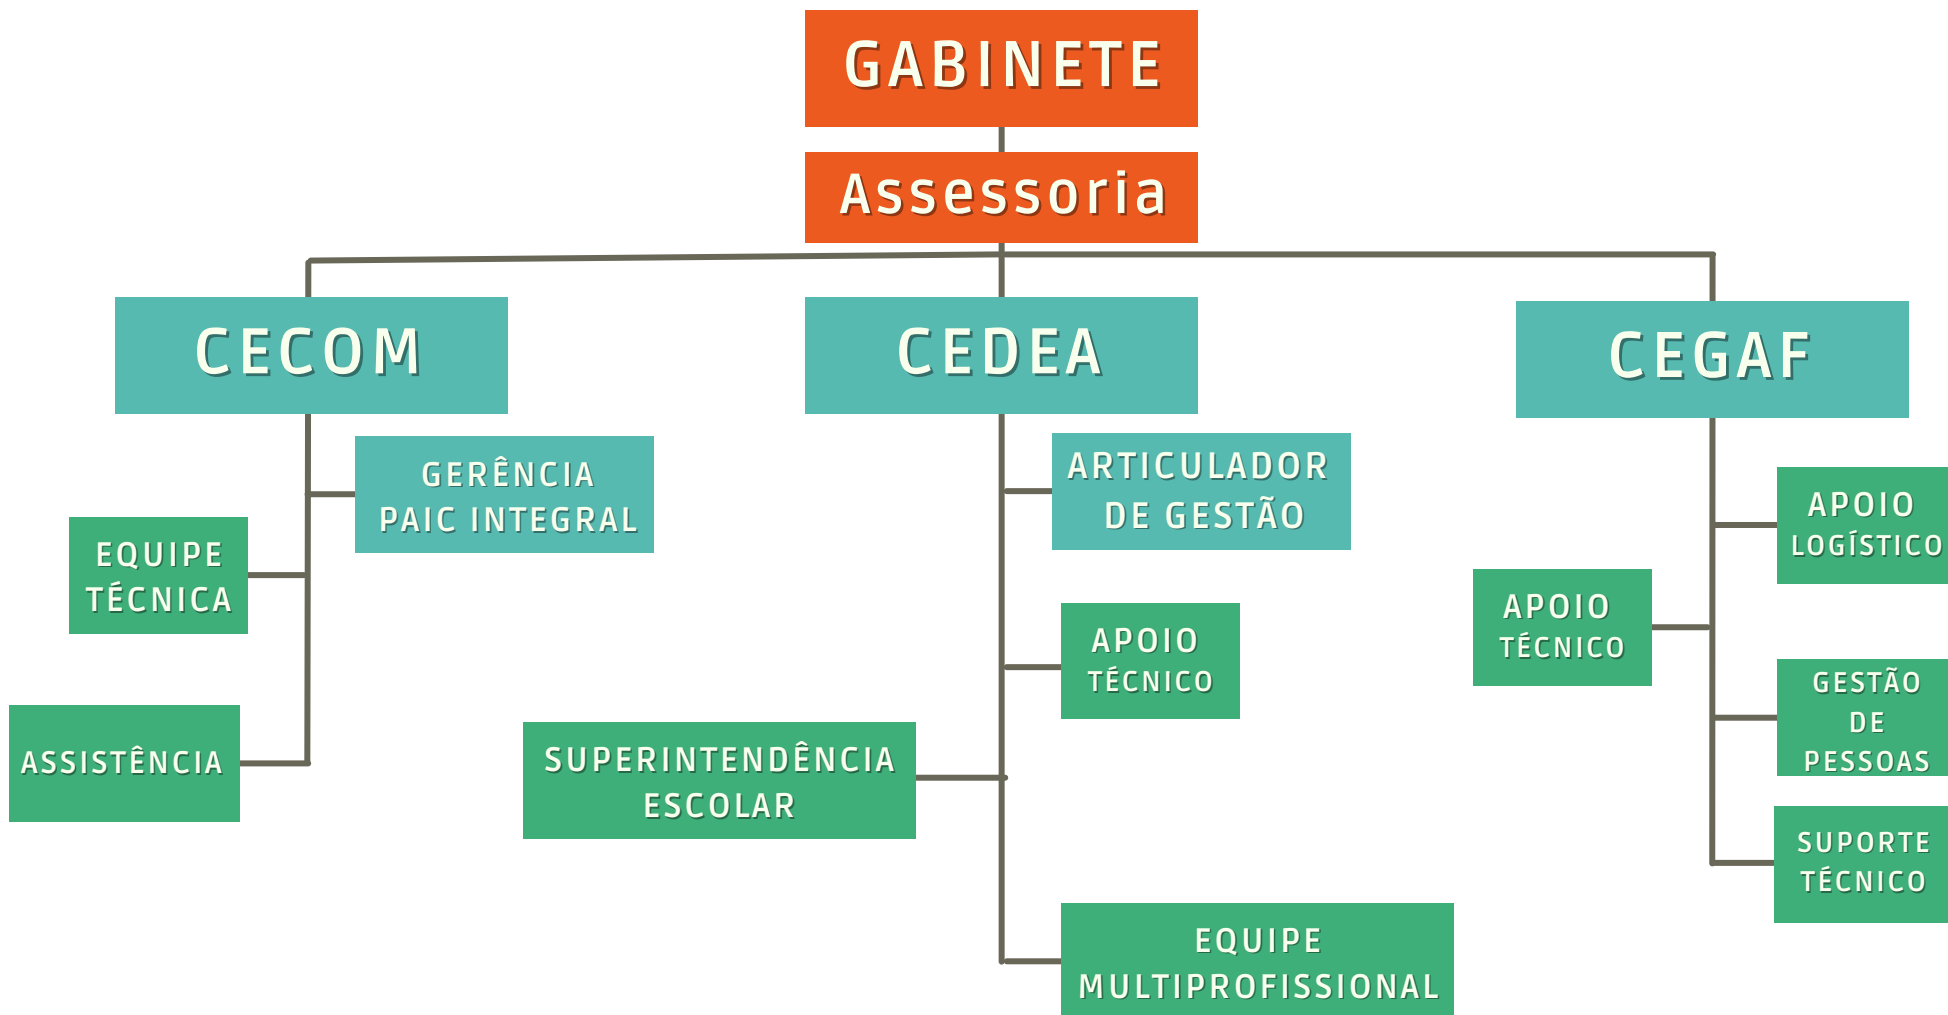 GABINETE
Assessoria
CECOM
CEDEA
CEGAF
GERÊNCIA
PAIC INTEGRAL
EQUIPE
TÉCNICA
ASSISTÊNCIA
ARTICULADOR
DE GESTÃO
APOIO
TÉCNICO
SUPERINTENDÊNCIA
ESCOLAR
EQUIPE
MULTIPROFISSIONAL
APOIO
LOGÍSTICO
APOIO
TÉCNICO
GESTÃO
DE
PESSOAS
SUPORTE
TÉCNICO